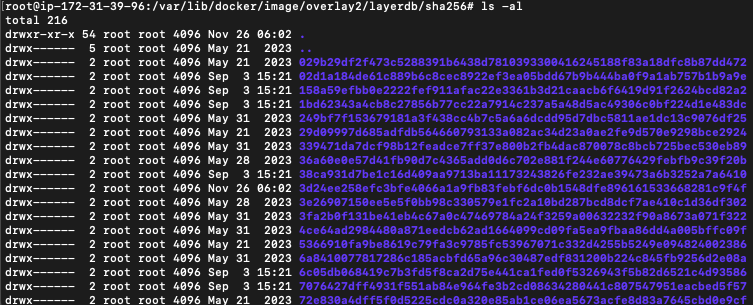 [root@ip-172-31-39-96:/var/lib/docker/image/overlay2/layerdb/sha256# ls -al
total 216
drwxr-xr-x 54 root root 4096 Nov 26 06:02 .
drwx------  5 root root 4096 May 21  2023 ..
drwx------  2 root root 4096 May 21  2023 029b29df2f473c5288391b6438d7810393300416245188f83a18dfc8b87dd472
drwx------  2 root root 4096 Sep  3 15:21 02d1a184de61c889b6c8cec8922ef3ea05bdd67b9b444ba0f9a1ab757b1b9a9e
drwx------  2 root root 4096 Sep  3 15:21 158a59efbb0e2222fef911afac22e3361b3d21caacb6f6419d91f2624bcd82a2
drwx------  2 root root 4096 Sep  3 15:21 1bd62343a4cb8c27856b77cc22a7914c237a5a48d5ac49306c0bf224d1e483dc
drwx------  2 root root 4096 May 31  2023 249bf7f153679181a3f438cc4b7c5a6a6dcdd95d7dbc5811ae1dc13c9076df25
drwx------  2 root root 4096 May 21  2023 29d09997d685adfdb564660793133a082ac34d23a0ae2fe9d570e9298bce2924
drwx------  2 root root 4096 May 31  2023 339471da7dcf98b12feadce7ff37e800b2fb4dac870078c8bcb725bec530eb89
drwx------  2 root root 4096 May 28  2023 36a60e0e57d41fb90d7c4365add0d6c702e881f244e60776429febfb9c39f20b
drwx------  2 root root 4096 Sep  3 15:21 38ca931d7be1c16d409aa9713ba11173243826fe232ae39473a6b3252a7a6410
drwx------  2 root root 4096 Nov 26 06:02 3d24ee258efc3bfe4066a1a9fb83febf6dc0b1548dfe896161533668281c9f4f
drwx------  2 root root 4096 May 28  2023 3e26907150ee5e5f0bb98c330579e1fc2a10bd287bcd8dcf7ae410c1d36df302
drwx------  2 root root 4096 May 31  2023 3fa2b0f131be41eb4c67a0c47469784a24f3259a00632232f90a8673a071f322
drwx------  2 root root 4096 May 31  2023 4ce64ad2984480a871eedcb62ad1664099cd09fa5ea9fbaa86dd4a005bffc09f
drwx------  2 root root 4096 May 21  2023 5366910fa9be8619c79fa3c9785fc53967071c332d4255b5249e094824002386
drwx------  2 root root 4096 May 31  2023 6a8410077817286c185acbfd65a96c30487edf831200b224c845fb9256d2e08a
drwx------  2 root root 4096 Sep  3 15:21 6c05db068419c7b3fd5f8ca2d75e441ca1fed0f5326943f5b82d6521c4d93586
drwx------  2 root root 4096 Sep  3 15:21 7076427dff4931f551ab84e964fe3b2cd08634280441c807547951eacbed5f57
drwx------  2 root root 4096 May 21  2023 72e830a4dff5f0d5225cdc0a320e85ab1ce06ea5673acfe8d83a7645cbd0e9cf